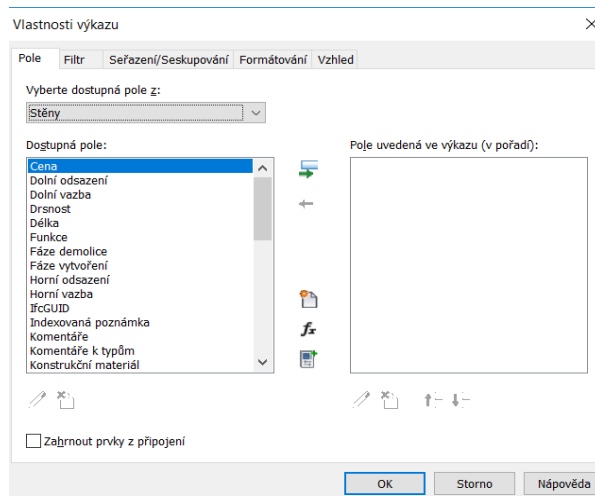 Vlastnosti výkazu
Pole Filtr Seřazení/Seskupování Formátování Vzhled
Vyberte dostupná pole z:
Stěny
Dostupná pole:
Pole uvedená ve výkazu (v pořadí):
Cena
Dolní odsazení
Dolní vazba
Drsnost
Délka
Funkce
Fáze demolice
Fáze vytvoření
Horní odsazení
Horní vazba
IfcGUID
Indexovaná poznámka
Komentáře
Komentáře k typům
Konstrukční materiál
fx
Zahrnout prvky z připojení
OK Storno Nápověda